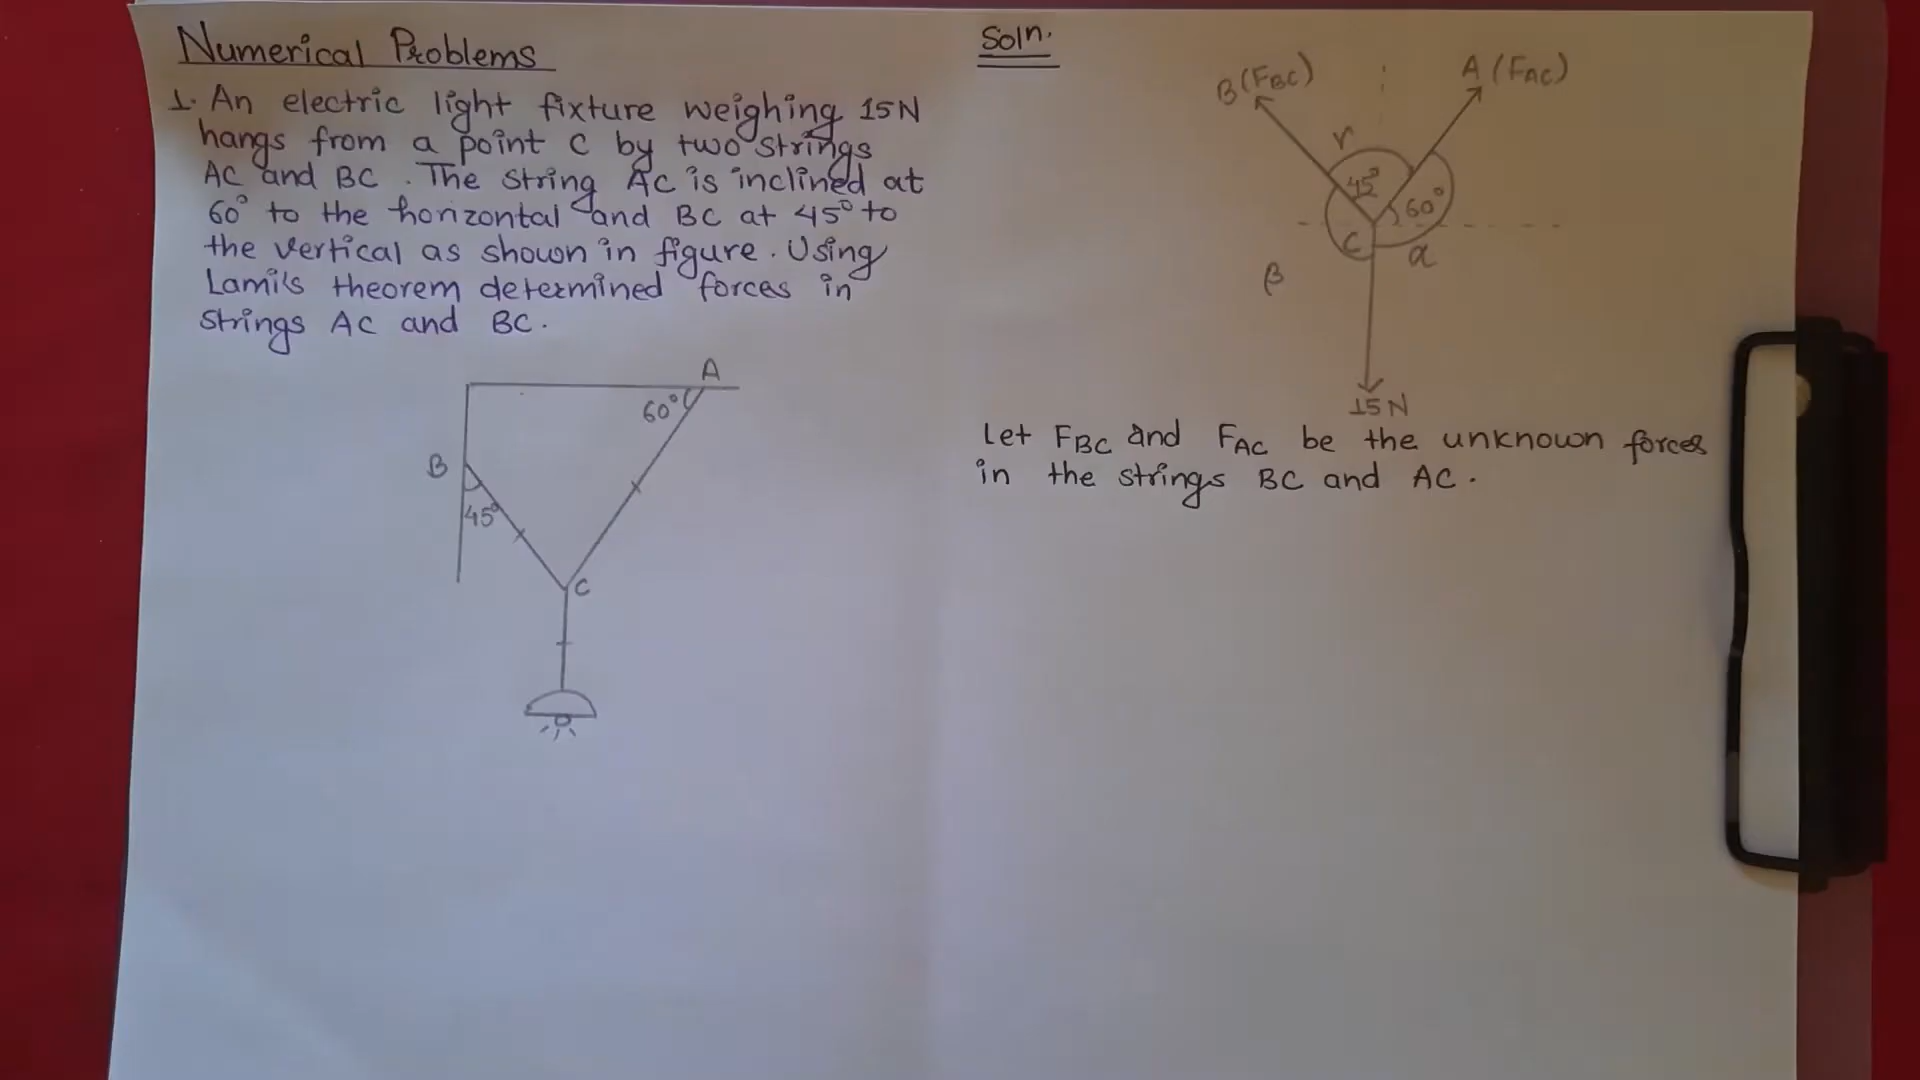 Numerical Problems
1. An electric light fixture weighing 15N
hangs from a point C by two strings
AC and BC. The string AC is inclined at
60° to the horizontal and BC at 45° to
the vertical as shown in figure. Using
Lami's theorem determined forces in
strings AC and BC.
A
60°
B
45°
C
Soln.
B (FBC)
A (FAC)
γ
45°
60°
C
α
β
15N
Let FBC and FAC be the unknown forces
in the strings BC and AC.